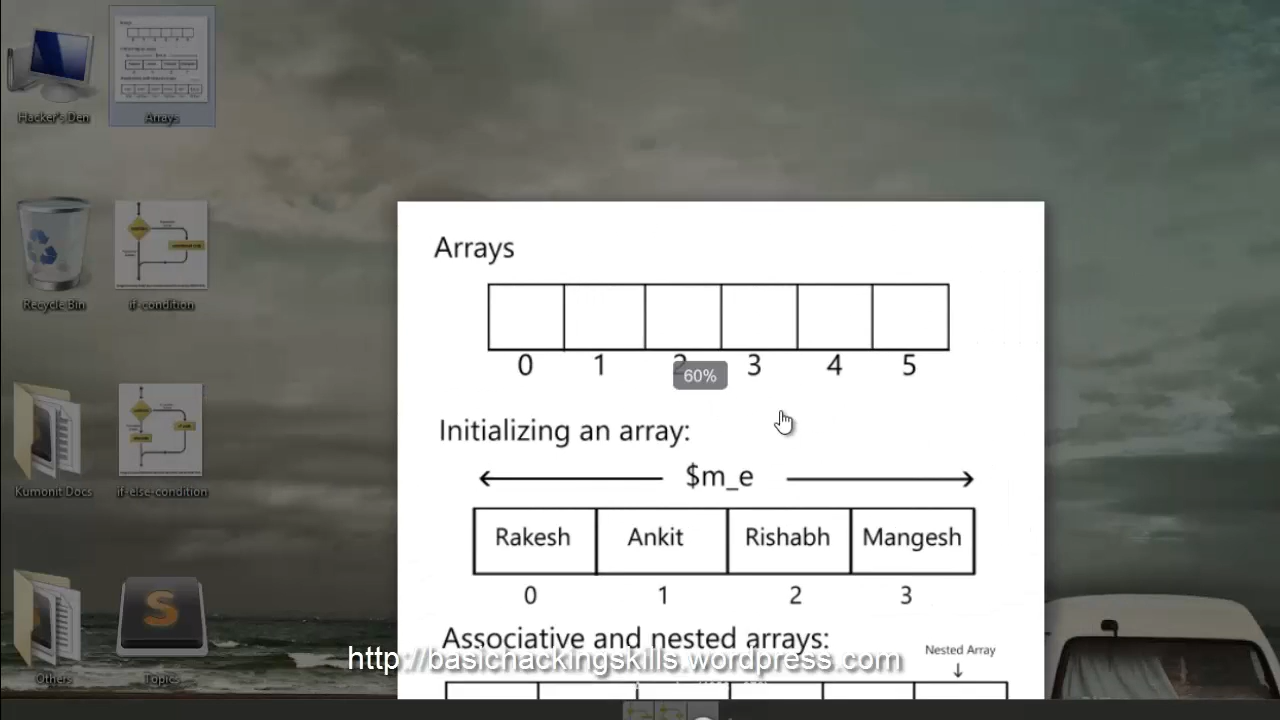 Hacker's Den
Arrays
Recycle Bin
if-condition
Kumonit Docs
if-else-condition
Others
Topics
Arrays
0 1 2 3 4 5
60%
Initializing an array:
$m_e
Rakesh Ankit Rishabh Mangesh
0 1 2 3
Associative and nested arrays:
Nested Array
http://basichackingskills.wordpress.com